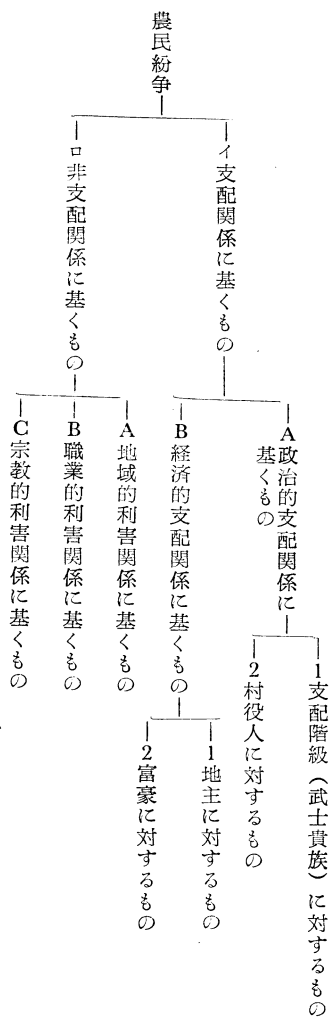 農民紛争
イ 支配関係に基くもの
A 政治的支配関係に
基くもの
1 支配階級（武士貴族）に対するもの
2 村役人に対するもの
B 経済的支配関係に基くもの
1 地主に対するもの
2 富豪に対するもの
ロ 非支配関係に基くもの
A 地域的利害関係に基くもの
B 職業的利害関係に基くもの
C 宗教的利害関係に基くもの